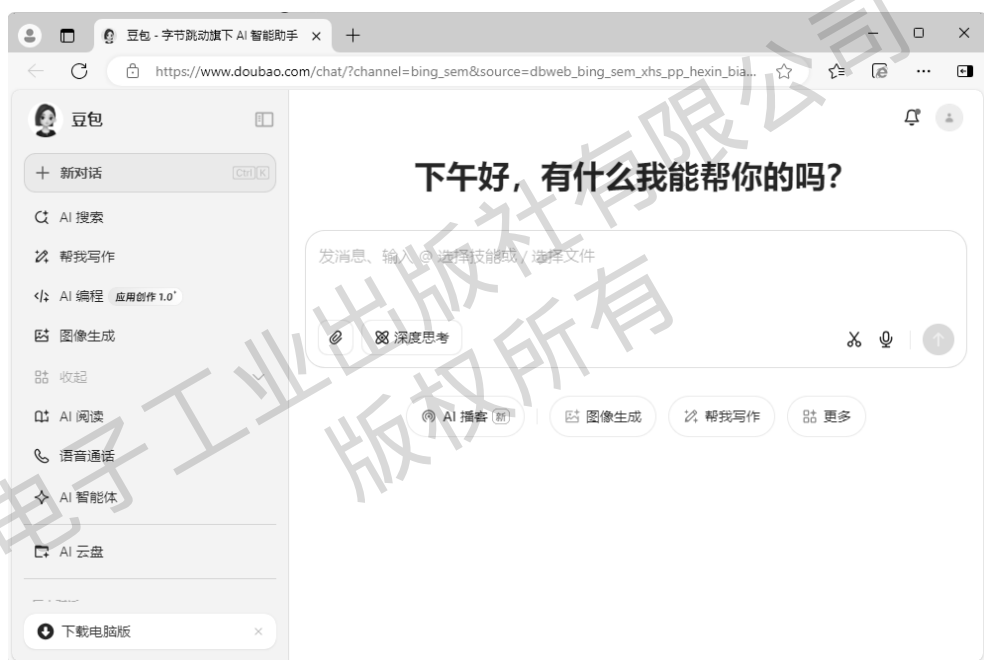 豆包 - 字节跳动旗下 AI 智能助手
https://www.doubao.com/chat/?channel=bing_sem&source=dbweb_bing_sem_xhs_pp_hexin_bia...
豆包
新对话 Ctrl K
AI 搜索
帮我写作
AI 编程 应用创作 1.0
图像生成
收起
AI 阅读
语音通话
AI 智能体
AI 云盘
下载电脑版
下午好，有什么我能帮你的吗？
发消息、输入 @ 选择技能或 / 选择文件
深度思考
AI 播客 新
图像生成
帮我写作
更多
电子工业出版社有限公司
版权所有